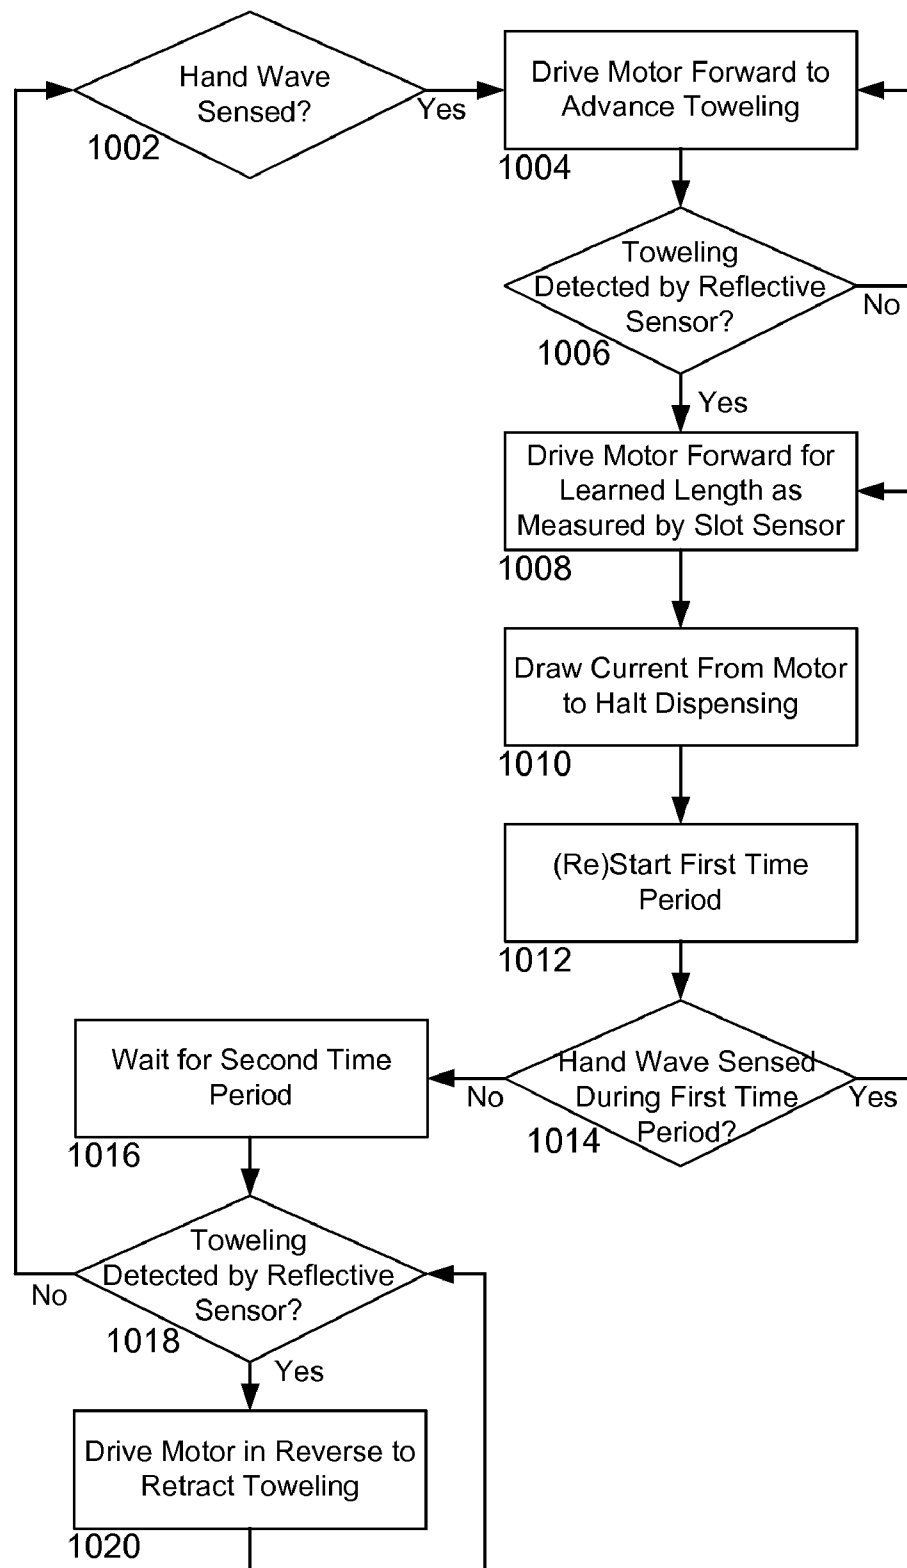 Hand Wave
Sensed?
Yes
1002
Drive Motor Forward to
Advance Toweling
1004
Toweling
Detected by Reflective
Sensor?
No
1006
Yes
Drive Motor Forward for
Learned Length as
Measured by Slot Sensor
1008
Draw Current From Motor
to Halt Dispensing
1010
(Re)Start First Time
Period
1012
Hand Wave Sensed
During First Time
Period?
No
Yes
1014
Wait for Second Time
Period
1016
Toweling
Detected by Reflective
Sensor?
No
1018
Yes
Drive Motor in Reverse to
Retract Toweling
1020